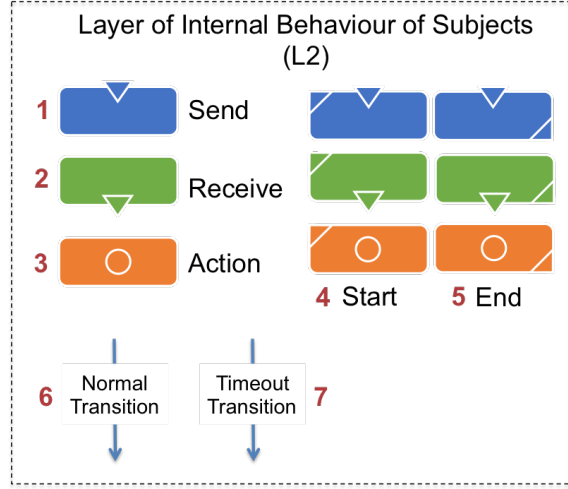 Layer of Internal Behaviour of Subjects
(L2)
1 Send
2 Receive
3 Action
4 Start 5 End
6 Normal Transition
Timeout Transition 7